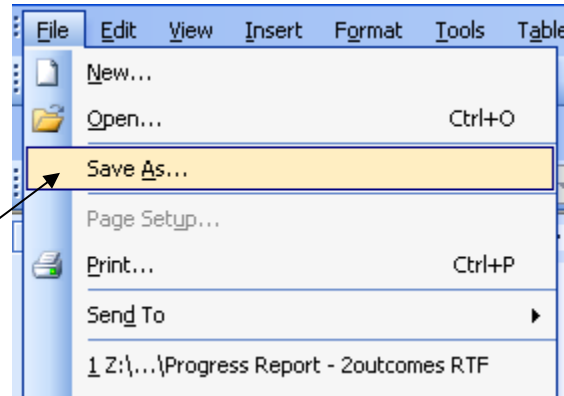 File Edit View Insert Format Tools Table
New...
Open... Ctrl+O
Save As...
Page Setup...
Print... Ctrl+P
Send To
1 Z:\...\Progress Report - 2outcomes RTF